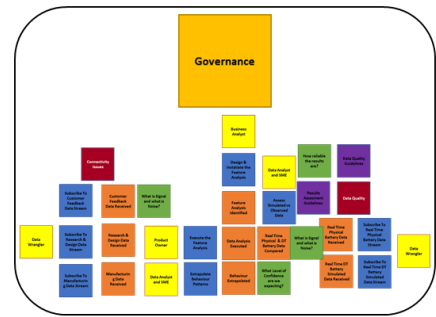 Governance
Business
Analyst
Connectivity
Issues
Design &
Instantiate the
Feature
Analysis
Data Analyst
and SME
How reliable
the results
are?
Data Quality
Guidelines
Subscribe To
Customer
Feedback
Data Stream
Customer
Feedback
Data Received
What is Signal
and what is
Noise?
Feature
Analysis
Identified
Assess
Simulated vs
Observed
Data
Results
Assessment
Guidelines
Data Quality
Data
Wrangler
Subscribe To
Research &
Design Data
Stream
Research &
Design Data
Received
Product
Owner
Execute the
Feature
Analysis
Data Analysis
Executed
Real Time
Physical & DT
Battery Data
Compared
What is Signal
and what is
Noise?
Real Time
Physical
Battery Data
Received
Subscribe To
Real Time
Physical
Battery Data
Stream
Data
Wrangler
Subscribe To
Manufacturin
g Data Stream
Manufacturin
g Data
Received
Data Analyst
and SME
Extrapolate
Behaviour
Patterns
Behaviour
Extrapolated
What Level of
Confidence
are we
expecting?
Real Time DT
Battery
Simulated
Data Received
Subscribe To
Real Time DT
Battery
Simulated
Data Stream